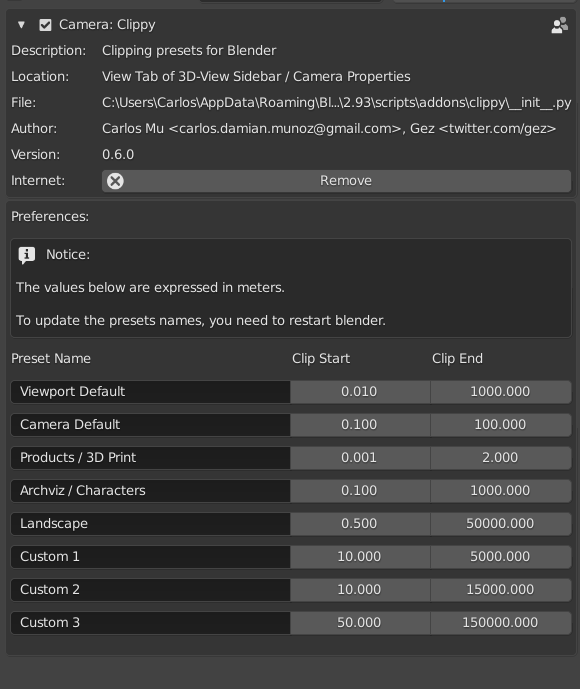 Camera: Clippy
Description: Clipping presets for Blender
Location: View Tab of 3D-View Sidebar / Camera Properties
File: C:\Users\Carlos\AppData\Roaming\Bl...\2.93\scripts\addons\clippy\__init__.py
Author: Carlos Mu <carlos.damian.munoz@gmail.com>, Gez <twitter.com/gez>
Version: 0.6.0
Internet: Remove
Preferences:
Notice:
The values below are expressed in meters.
To update the presets names, you need to restart blender.
Preset Name Clip Start Clip End
Viewport Default 0.010 1000.000
Camera Default 0.100 100.000
Products / 3D Print 0.001 2.000
Archviz / Characters 0.100 1000.000
Landscape 0.500 50000.000
Custom 1 10.000 5000.000
Custom 2 10.000 15000.000
Custom 3 50.000 150000.000